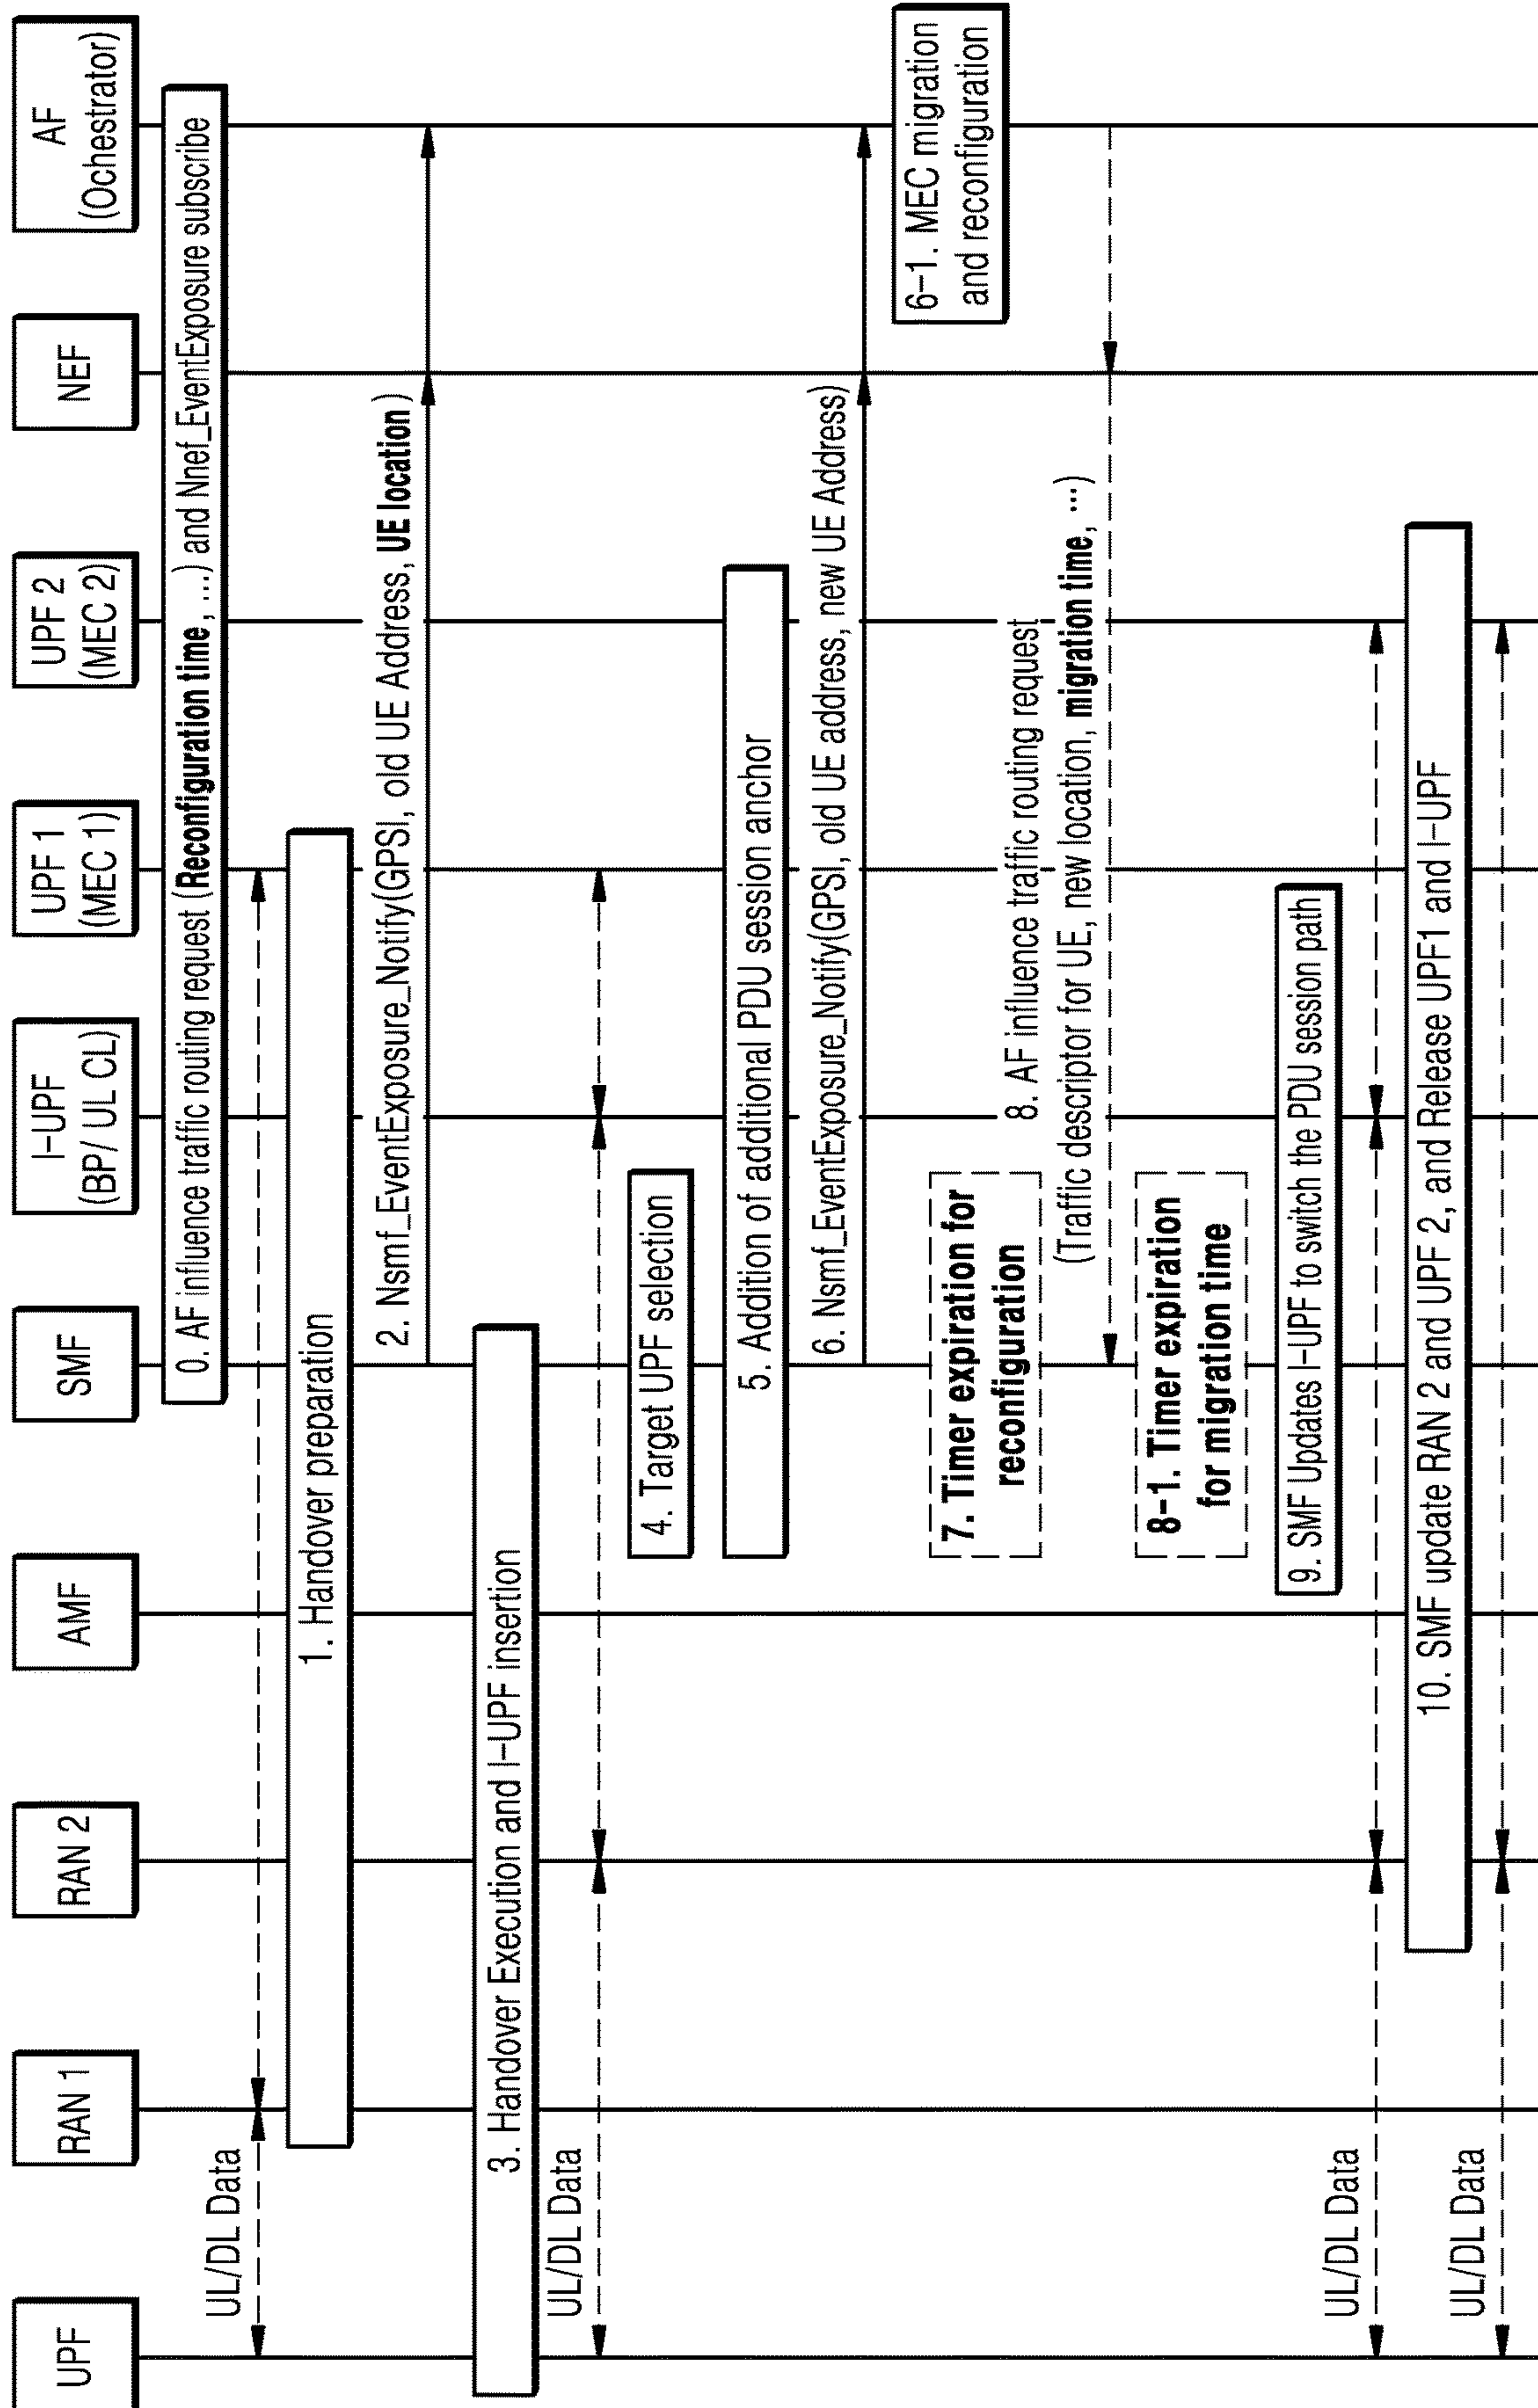 UPF
RAN 1
RAN 2
AMF
SMF
I-UPF
(BP/ UL CL)
UPF 1
(MEC 1)
UPF 2
(MEC 2)
NEF
AF
(Ochestrator)
0. AF influence traffic routing request (Reconfiguration time, ...) and Nnef_EventExposure subscribe
UL/DL Data
1. Handover preparation
2. Nsmf_EventExposure_Notify(GPSI, old UE Address, UE location)
3. Handover Execution and I-UPF insertion
UL/DL Data
4. Target UPF selection
5. Addition of additional PDU session anchor
6. Nsmf_EventExposure_Notify(GPSI, old UE address, new UE Address)
6-1. MEC migration
and reconfiguration
7. Timer expiration for
reconfiguration
8. AF influence traffic routing request
(Traffic descriptor for UE, new location, migration time, ...)
8-1. Timer expiration
for migration time
9. SMF Updates I-UPF to switch the PDU session path
UL/DL Data
10. SMF update RAN 2 and UPF 2, and Release UPF1 and I-UPF
UL/DL Data